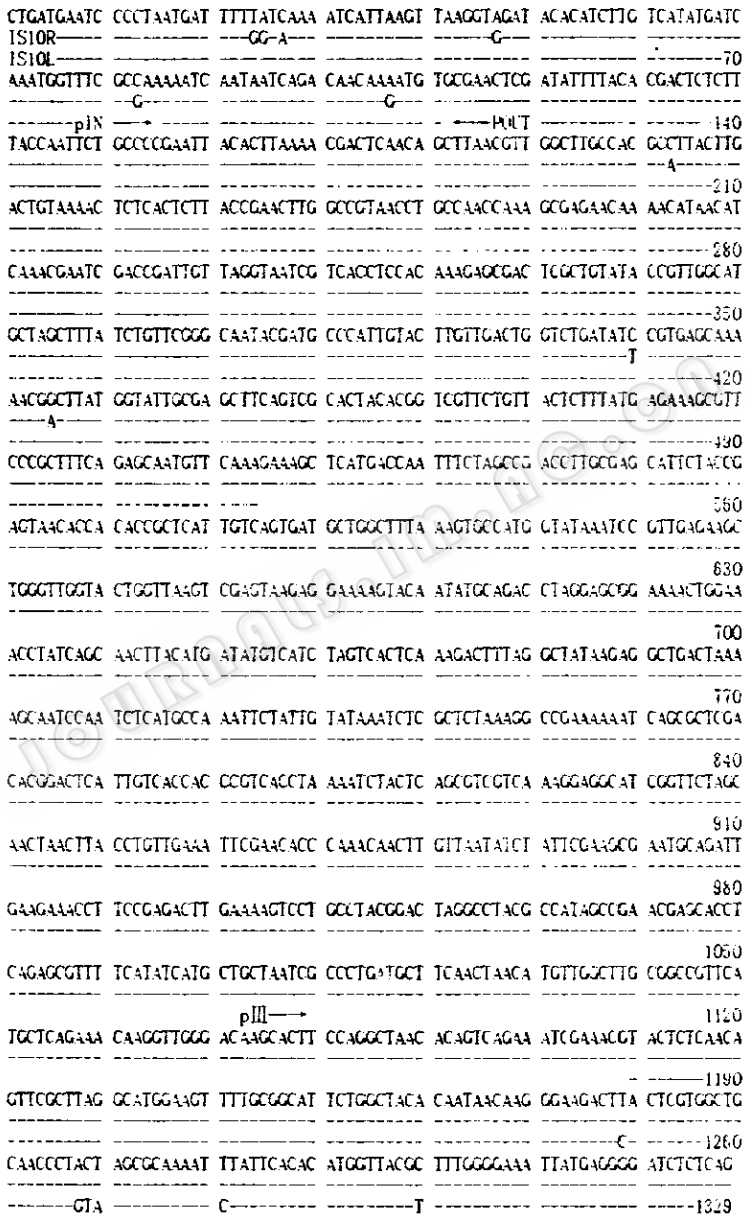 CTGATGAATC CCCTAATGAT TTTTATCAAA ATCATTAAGT TAAGGTAGAT ACACATCTTG TCATATGATC
IS10R————— —————————— ————GG-A—— —————————— ————G————— —————————— ——————————
IS10L————— —————————— —————————— —————————— —————————— —————————— ————————70
AAATGGTTTC GCCAAAAATC AATAATCAGA CAACAAAATG TGCGAACTCG ATATTTTACA CGACTCTCTT
—————————— ——G——————— —————————— ————————G— —————————— —————————— ——————————
———pIN —→ ←—POUT ———————140
TACCAATTCT GCCCCGAATT ACACTTAAAA CGACTCAACA GCTTAACGTT GGCTTGCCAC GCCTTACTTG
—————————— —————————— —————————— —————————— —————————— —————————— ——A———————
———————210
ACTGTAAAAC TCTCACTCTT ACCGAACTTG GCCGTAACCT GCCAACCAAA GCGAGAACAA AACATAACAT
———————280
CAAACGAATC GACCGATTGT TAGGTAATCG TCACCTCCAC AAAGAGCGAC TCGCTGTATA CCGTTGGCAT
———————350
GCTAGCTTTA TCTGTTCGGG CAATACGATG CCCATTGTAC TTGTTGACTG GTCTGATATC CGTGAGCAAA
—————————— —————————— —————————— —————————— —————————— ————————T— ——————————
———————420
AACGGCTTAT GGTATTGCGA GCTTCAGTCG CACTACACGG TCGTTCTGTT ACTCTTTATG AGAAAGCGTT
————A—
———————490
CCCGCTTTCA GAGCAATGTT CAAAGAAAGC TCATGACCAA TTTCTAGCCG ACCTTGCGAG CATTCTACCG
560
AGTAACACCA CACCGCTCAT TGTCAGTGAT GCTGGCTTTA AAGTGCCATG GTATAAATCC GTTGAGAAGC
630
TGGGTTGGTA CTGGTTAAGT CGAGTAAGAG GAAAAGTACA ATATGCAGAC CTAGGAGCGG AAAACTGGAA
700
ACCTATCAGC AACTTACATG ATATGTCATC TAGTCACTCA AAGACTTTAG GCTATAAGAG GCTGACTAAA
770
AGCAATCCAA TCTCATGCCA AATTCTATTG TATAAATCTC GCTCTAAAGG CCGAAAAAAT CAGCGCTCGA
840
CACGGACTCA TTGTCACCAC CCGTCACCTA AAATCTACTC AGCGTCGTCA AAGGAGGCAT CGGTTCTAGC
910
AACTAACTTA CCTGTTGAAA TTCGAACACC CAAACAACTT GTTAATATCT ATTCGAAGCG AATGCAGATT
980
GAAGAAACCT TCCGAGACTT GAAAAGTCCT GCCTACGGAC TAGGCCTACG CCATAGCCGA ACGAGCACCT
1050
CAGAGCGTTT TCATATCATG CTGCTAATCG CCCTGATGCT TCAACTAACA TGTTGGCTTG CGGCCGTTCA
pIII—→ 1120
TGCTCAGAAA CAAGGTTGGG ACAAGCACTT CCAGGCTAAC ACAGTCAGAA ATCGAAACGT ACTCTCAACA
———————1190
GTTCGCTTAG GCATGGAAGT TTTGCGGCAT TCTGGCTACA CAATAACAAG GGAAGACTTA CTCGTGGCTG
C- ———————1260
CAACCCTACT AGCGCAAAAT TTATTCACAC ATGGTTACGC TTTGGGGAAA TTATGAGGGG ATCTCTCAG
———————GTA —————————— C————————— ————————T— —————————— —————————— ———————1329
JOURNALS.IM.AC.CN